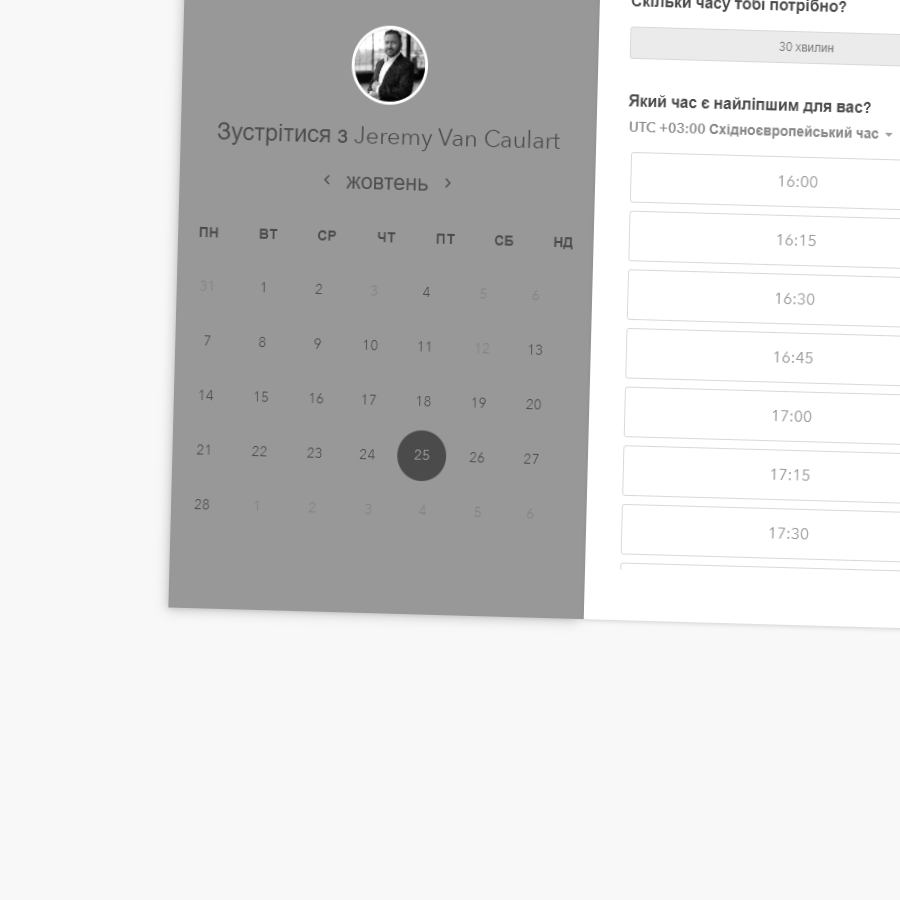 Зустрітися з Jeremy Van Caulart
жовтень
ПН ВТ СР ЧТ ПТ СБ НД
31 1 2 3 4 5 6
7 8 9 10 11 12 13
14 15 16 17 18 19 20
21 22 23 24 25 26 27
28 1 2 3 4 5 6
Скільки часу тобі потрібно?
30 хвилин
Який час є найліпшим для вас?
UTC +03:00 Східноєвропейський час
16:00
16:15
16:30
16:45
17:00
17:15
17:30